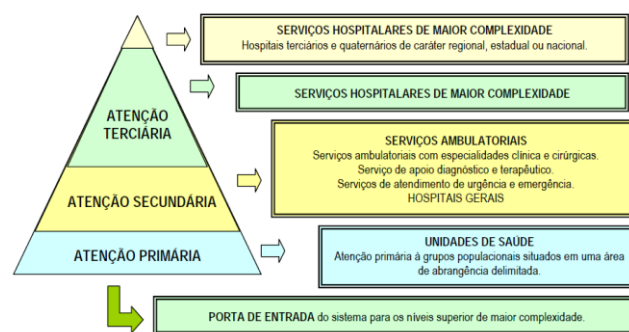 SERVIÇOS HOSPITALARES DE MAIOR COMPLEXIDADE
Hospitais terciários e quaternários de caráter regional, estadual ou nacional.
SERVIÇOS HOSPITALARES DE MAIOR COMPLEXIDADE
ATENÇÃO
TERCIÁRIA
SERVIÇOS AMBULATORIAIS
Serviços ambulatoriais com especialidades clínica e cirúrgicas.
Serviço de apoio diagnóstico e terapêutico.
Serviços de atendimento de urgência e emergência.
HOSPITAIS GERAIS
ATENÇÃO SECUNDÁRIA
UNIDADES DE SAÚDE
Atenção primária à grupos populacionais situados em uma área
de abrangência delimitada.
ATENÇÃO PRIMÁRIA
PORTA DE ENTRADA do sistema para os níveis superior de maior complexidade.